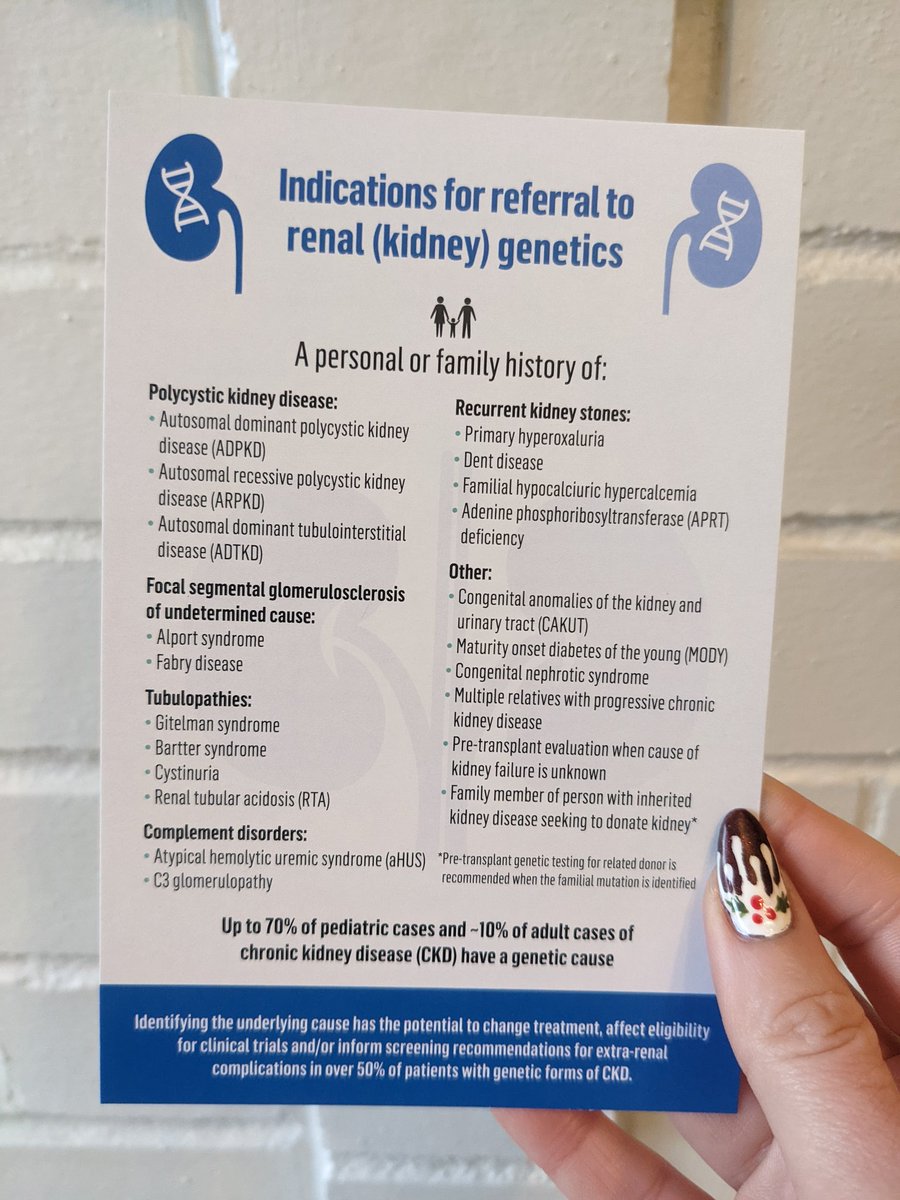 Indications for referral to
renal (kidney) genetics
A personal or family history of:
Polycystic kidney disease:
• Autosomal dominant polycystic kidney
disease (ADPKD)
• Autosomal recessive polycystic kidney
disease (ARPKD)
• Autosomal dominant tubulointerstitial
disease (ADTKD)
Focal segmental glomerulosclerosis
of undetermined cause:
• Alport syndrome
• Fabry disease
Tubulopathies:
• Gitelman syndrome
• Bartter syndrome
• Cystinuria
• Renal tubular acidosis (RTA)
Complement disorders:
• Atypical hemolytic uremic syndrome (aHUS)
• C3 glomerulopathy
Recurrent kidney stones:
• Primary hyperoxaluria
• Dent disease
• Familial hypocalciuric hypercalcemia
• Adenine phosphoribosyltransferase (APRT)
deficiency
Other:
• Congenital anomalies of the kidney and
urinary tract (CAKUT)
• Maturity onset diabetes of the young (MODY)
• Congenital nephrotic syndrome
• Multiple relatives with progressive chronic
kidney disease
• Pre-transplant evaluation when cause of
kidney failure is unknown
• Family member of person with inherited
kidney disease seeking to donate kidney*
*Pre-transplant genetic testing for related donor is
recommended when the familial mutation is identified
Up to 70% of pediatric cases and ~10% of adult cases of
chronic kidney disease (CKD) have a genetic cause
Identifying the underlying cause has the potential to change treatment, affect eligibility
for clinical trials and/or inform screening recommendations for extra-renal
complications in over 50% of patients with genetic forms of CKD.